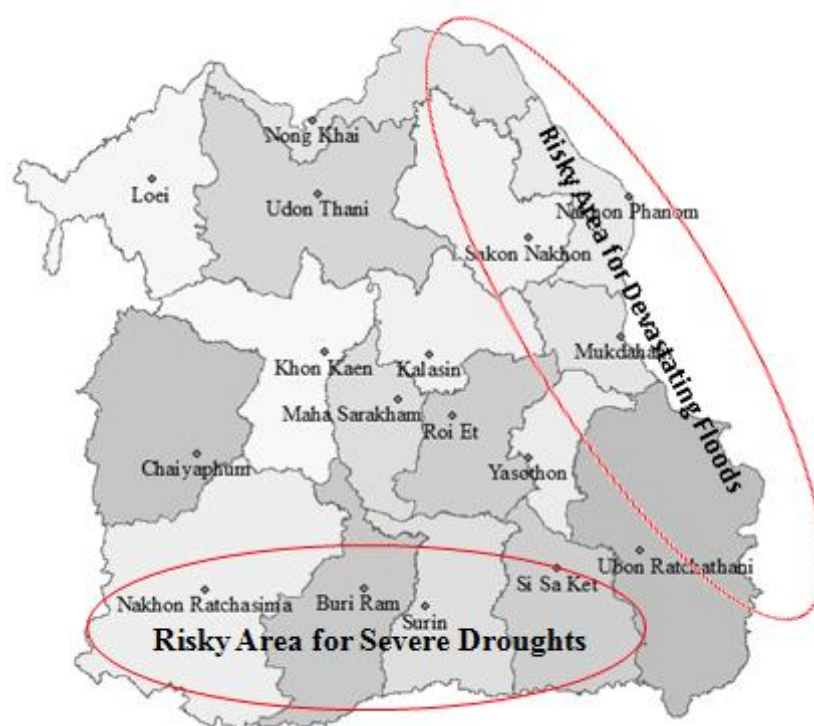 Nong Khai
Loei
Udon Thani
Nakhon Phanom
Sakon Nakhon
Risky Area for Devastating Floods
Mukdahan
Khon Kaen
Kalasin
Maha Sarakham
Roi Et
Chaiyaphum
Yasothon
Ubon Ratchathani
Si Sa Ket
Nakhon Ratchasima
Buri Ram
Surin
Risky Area for Severe Droughts